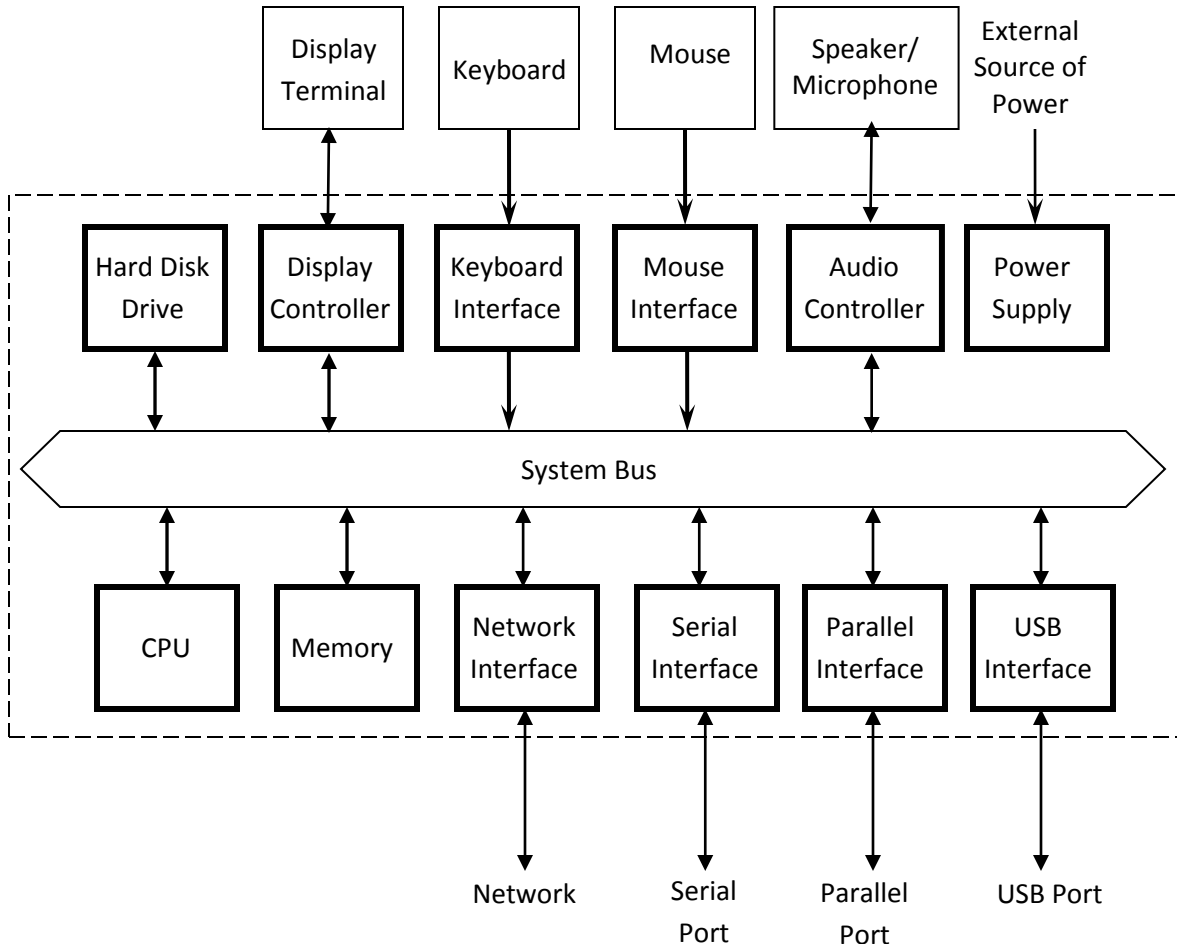 Display
Terminal
Keyboard
Mouse
Speaker/
Microphone
External
Source of
Power
Hard Disk
Drive
Display
Controller
Keyboard
Interface
Mouse
Interface
Audio
Controller
Power
Supply
System Bus
CPU
Memory
Network
Interface
Serial
Interface
Parallel
Interface
USB
Interface
Network
Serial
Port
Parallel
Port
USB Port